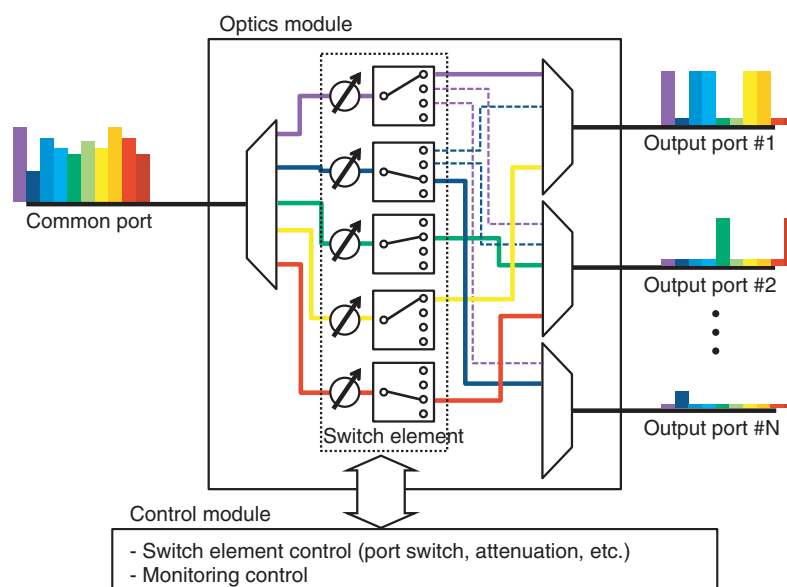 Optics module
Common port
Output port #1
Output port #2
Output port #N
Switch element
Control module
- Switch element control (port switch, attenuation, etc.)
- Monitoring control